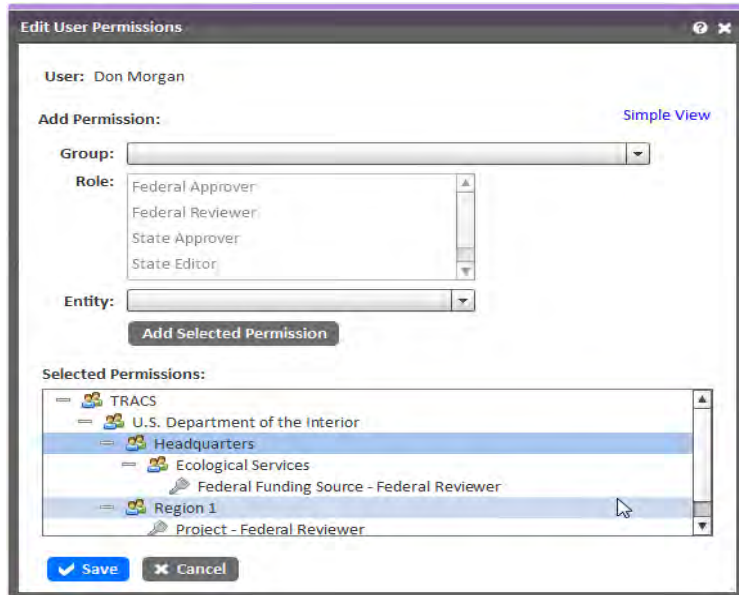 Edit User Permissions
User: Don Morgan
Add Permission:
Simple View
Group:
Role:
Federal Approver
Federal Reviewer
State Approver
State Editor
Entity:
Add Selected Permission
Selected Permissions:
TRACS
U.S. Department of the Interior
Headquarters
Ecological Services
Federal Funding Source - Federal Reviewer
Region 1
Project - Federal Reviewer
Save Cancel